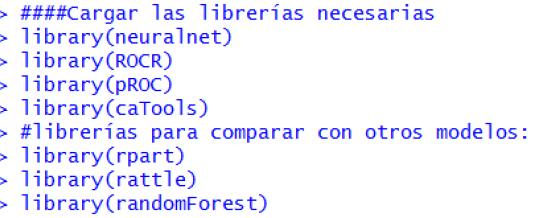 > ####Cargar las librerías necesarias
> library(neuralnet)
> library(ROCR)
> library(pROC)
> library(caTools)
> #librerías para comparar con otros modelos:
> library(rpart)
> library(rattle)
> library(randomForest)